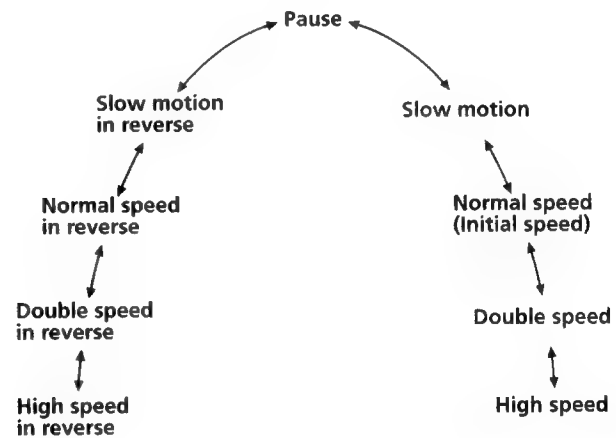 Pause
Slow motion
in reverse
Slow motion
Normal speed
in reverse
Normal speed
(Initial speed)
Double speed
in reverse
Double speed
High speed
in reverse
High speed